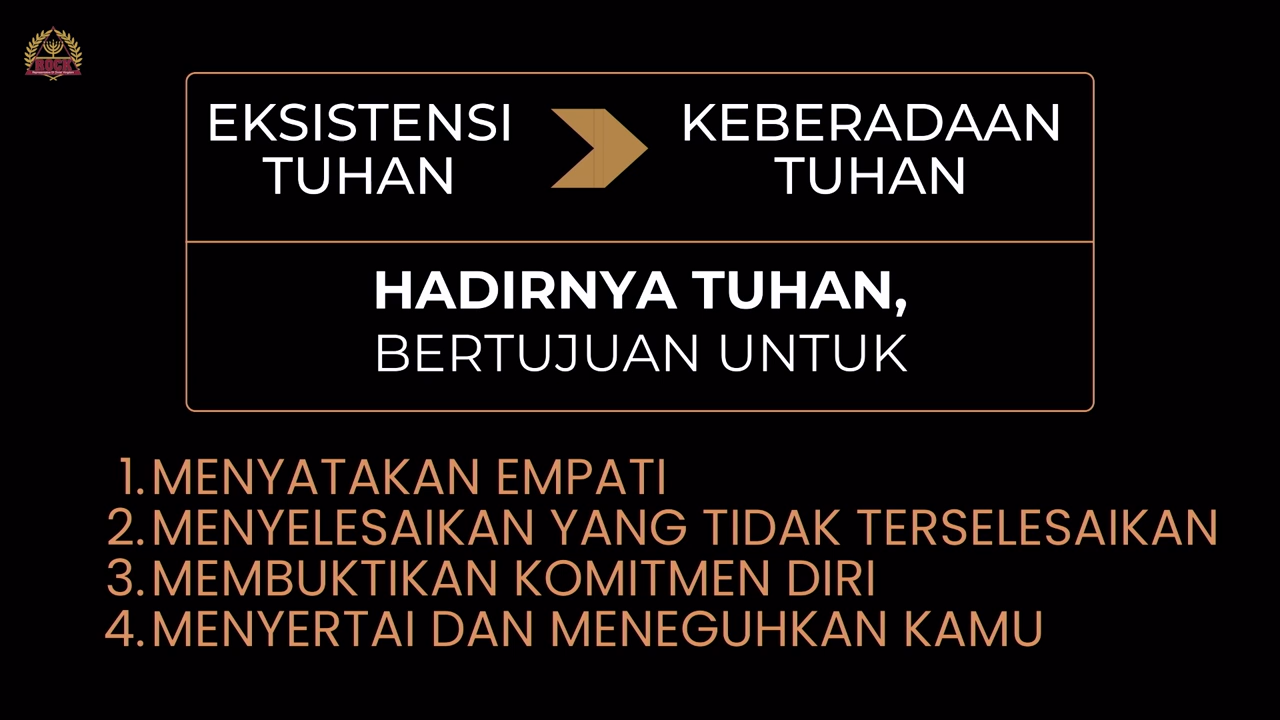 ROCK
EKSISTENSI
TUHAN
KEBERADAAN
TUHAN
HADIRNYA TUHAN,
BERTUJUAN UNTUK
1. MENYATAKAN EMPATI
2. MENYELESAIKAN YANG TIDAK TERSELESAIKAN
3. MEMBUKTIKAN KOMITMEN DIRI
4. MENYERTAI DAN MENEGUHKAN KAMU